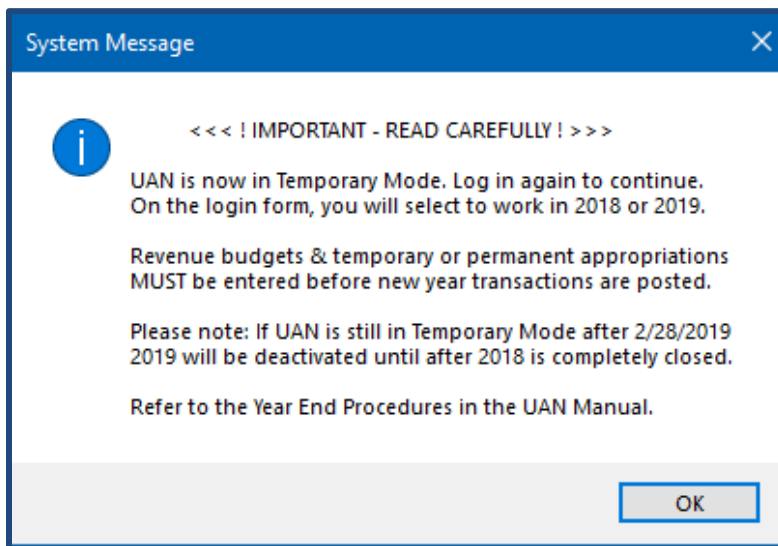 System Message
< < < ! IMPORTANT - READ CAREFULLY ! > > >
UAN is now in Temporary Mode. Log in again to continue.
On the login form, you will select to work in 2018 or 2019.
Revenue budgets & temporary or permanent appropriations
MUST be entered before new year transactions are posted.
Please note: If UAN is still in Temporary Mode after 2/28/2019
2019 will be deactivated until after 2018 is completely closed.
Refer to the Year End Procedures in the UAN Manual.
OK